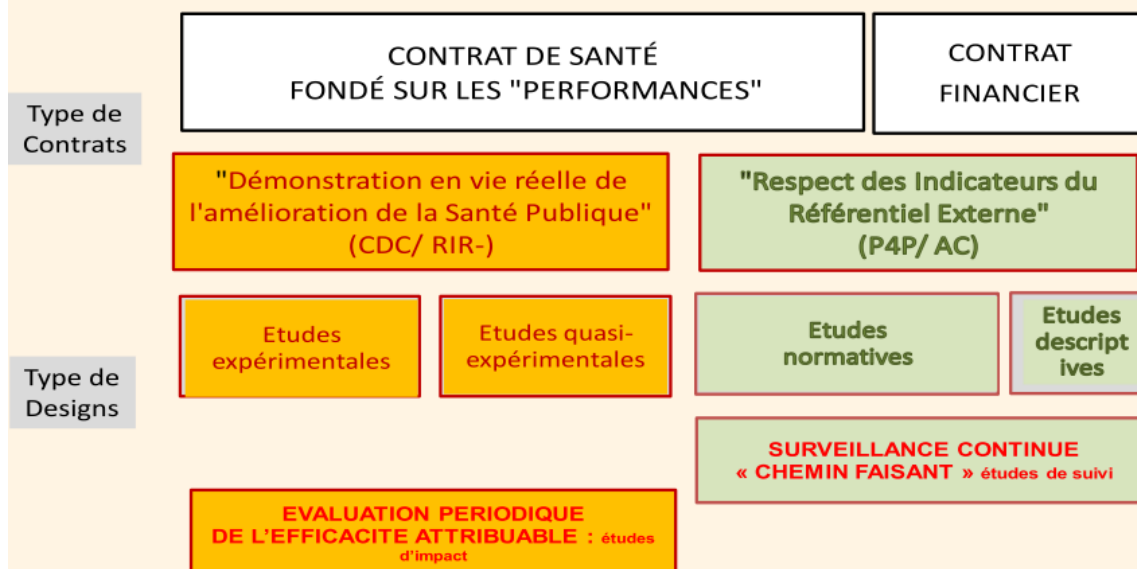 CONTRAT DE SANTÉ
FONDÉ SUR LES "PERFORMANCES"
CONTRAT
FINANCIER
Type de
Contrats
"Démonstration en vie réelle de
l'amélioration de la Santé Publique"
(CDC/ RIR-)
"Respect des Indicateurs du
Référentiel Externe"
(P4P/ AC)
Type de
Designs
Etudes
expérimentales
Etudes quasi-
expérimentales
Etudes
normatives
Etudes
descript
ives
SURVEILLANCE CONTINUE
« CHEMIN FAISANT » études de suivi
EVALUATION PERIODIQUE
DE L'EFFICACITE ATTRIBUABLE : études
d'impact